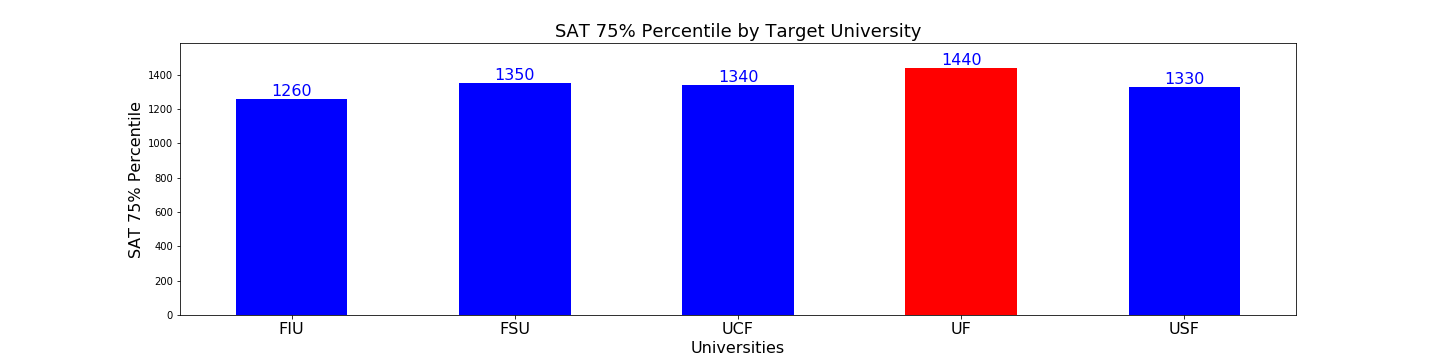 SAT 75% Percentile by Target University
SAT 75% Percentile
1400
1200
1000
800
600
400
200
0
1260
1350
1340
1440
1330
FIU
FSU
UCF
UF
USF
Universities